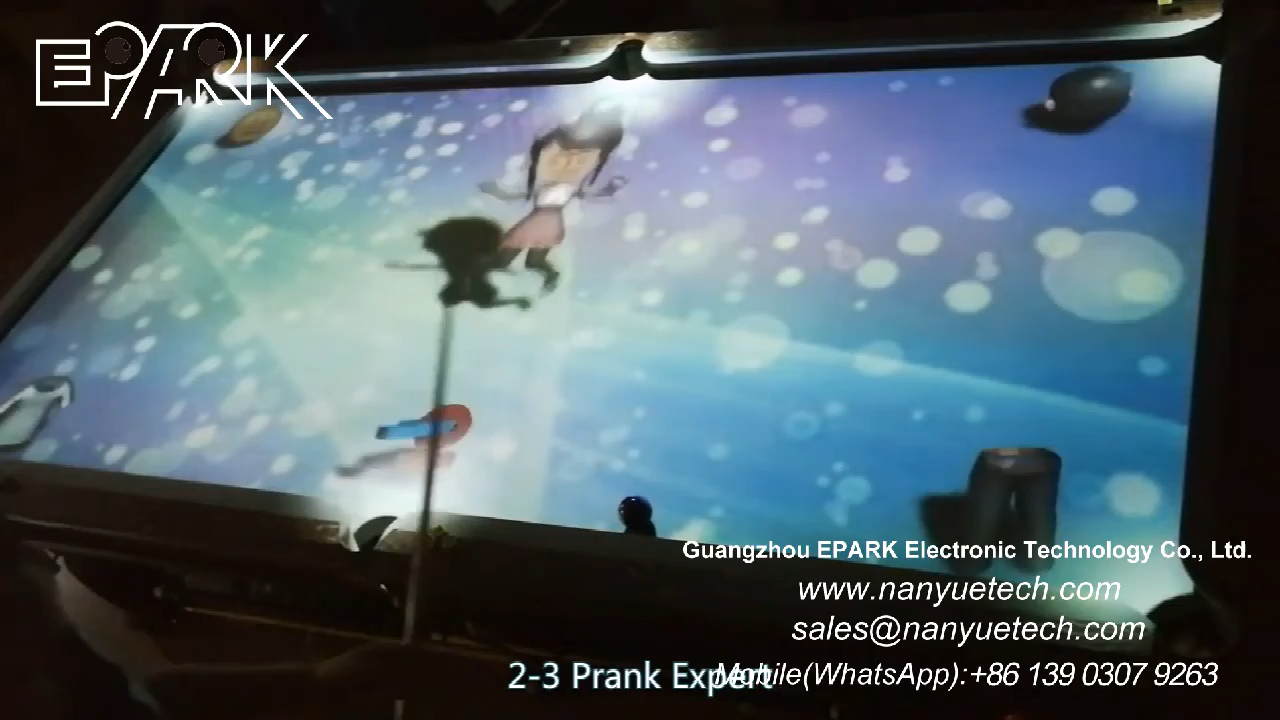 EPARK
Guangzhou EPARK Electronic Technology Co., Ltd.
www.nanyuetech.com
sales@nanyuetech.com
Mobile(WhatsApp):+86 139 0307 9263
2-3 Prank Expert